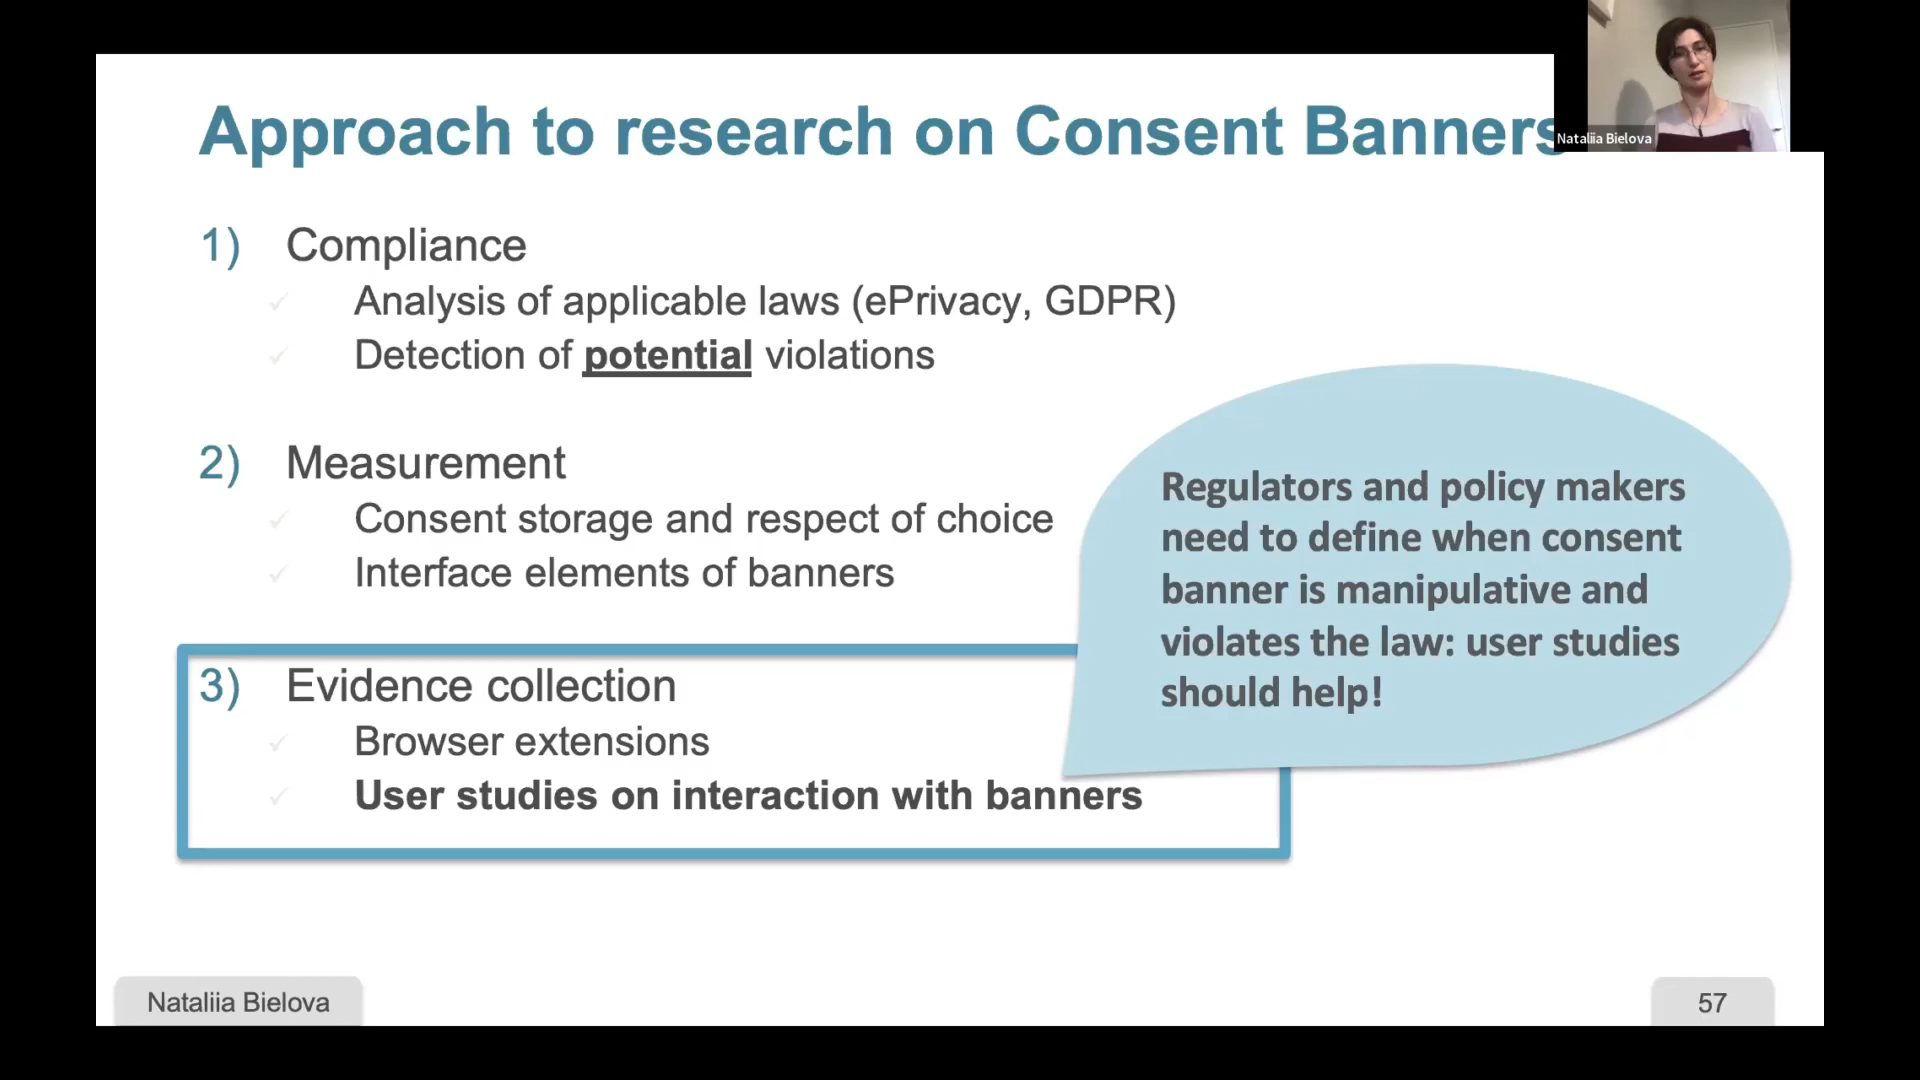 Approach to research on Consent Banners
Nataliia Bielova
1) Compliance
✓ Analysis of applicable laws (ePrivacy, GDPR)
✓ Detection of potential violations
2) Measurement
✓ Consent storage and respect of choice
✓ Interface elements of banners
3) Evidence collection
✓ Browser extensions
✓ User studies on interaction with banners
Regulators and policy makers
need to define when consent
banner is manipulative and
violates the law: user studies
should help!
Nataliia Bielova
57